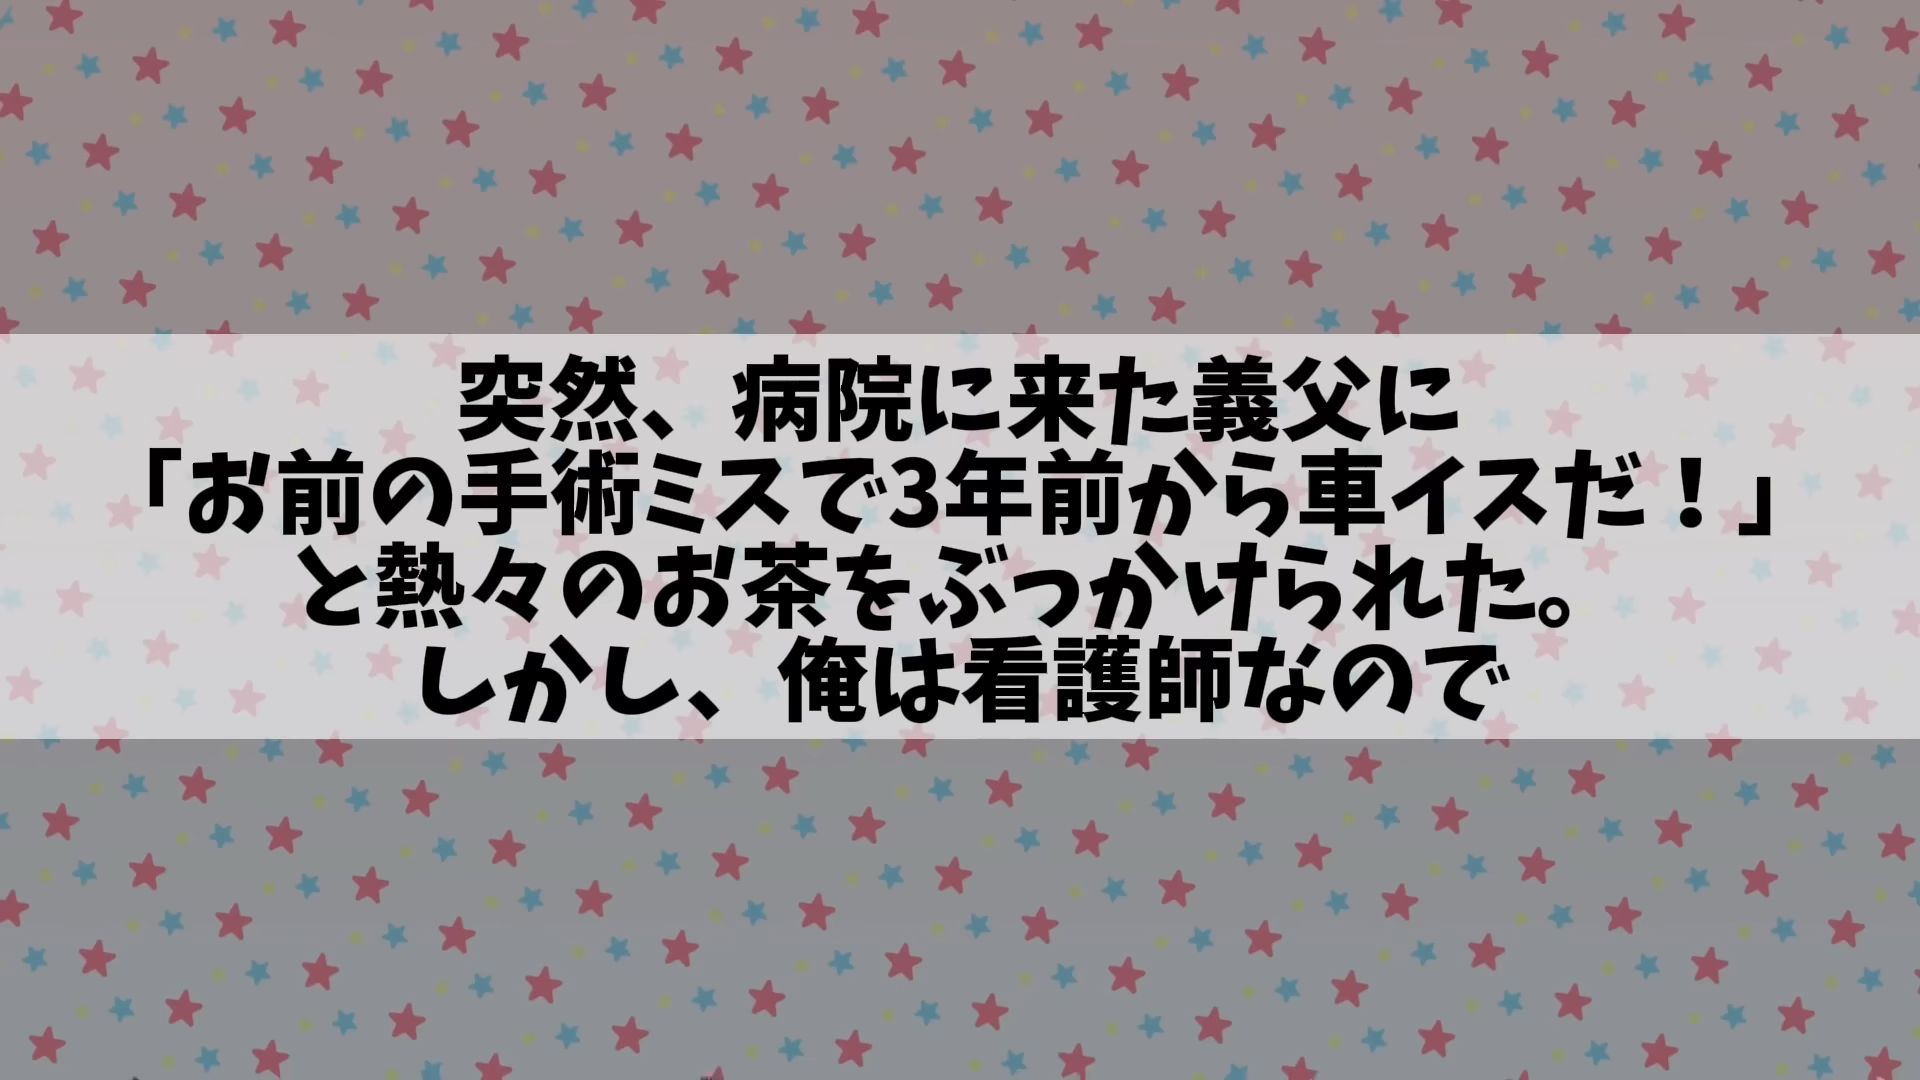 突然、病院に来た義父に
「お前の手術ミスで3年前から車イスだ！」
と熱々のお茶をぶっかけられた。
しかし、俺は看護師なので